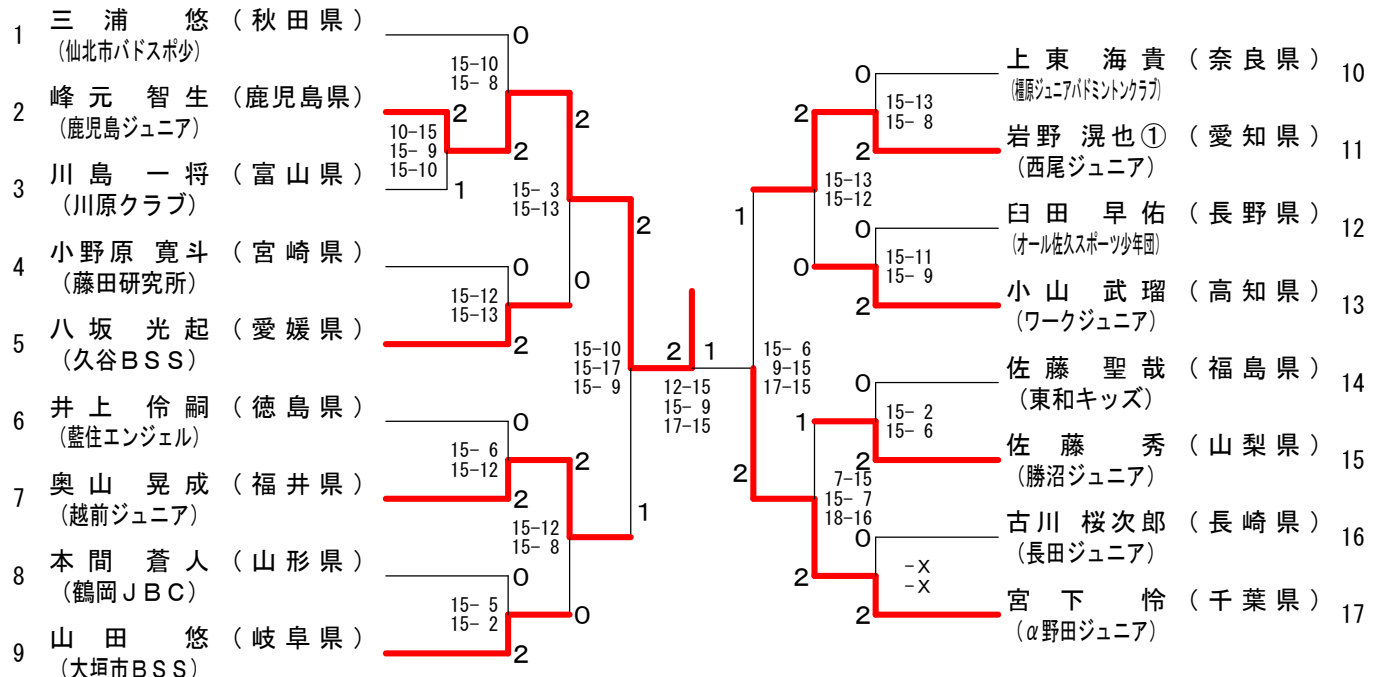 1 三浦 悠 (秋田県)
(仙北市バドスポ少)
2 峰元 智生 (鹿児島県)
(鹿児島ジュニア)
3 川島 一将 (富山県)
(川原クラブ)
4 小野原 寛斗 (宮崎県)
(藤田研究所)
5 八坂 光起 (愛媛県)
(久谷BSS)
6 井上 伶嗣 (徳島県)
(藍住エンジェル)
7 奥山 晃成 (福井県)
(越前ジュニア)
8 本間 蒼人 (山形県)
(鶴岡JBC)
9 山田 悠 (岐阜県)
(大垣市BSS)
0
15-10
15- 8
2
2
10-15
15- 9
15-10
2
1
15- 3
15-13
2
0
0
15-12
15-13
2
15-10
15-17
15- 9
0
15- 6
15-12
2
2
15-12
15- 8
1
0
15- 5
15- 2
0
2
2 1
12-15
15- 9
17-15
上東 海貴 (奈良県) 10
(橿原ジュニアバドミントンクラブ)
岩野 滉也① (愛知県) 11
(西尾ジュニア)
臼田 早佑 (長野県) 12
(オール佐久スポーツ少年団)
小山 武瑠 (高知県) 13
(ワークジュニア)
佐藤 聖哉 (福島県) 14
(東和キッズ)
佐藤 秀 (山梨県) 15
(勝沼ジュニア)
古川 桜次郎 (長崎県) 16
(長田ジュニア)
宮下 怜 (千葉県) 17
(α野田ジュニア)
0
15-13
15- 8
2
2
15-13
15-12
1
0
15-11
15- 9
0
2
15- 6
9-15
17-15
0
15- 2
15- 6
1
2
7-15
15- 7
18-16
2
0
-X
-X
2
2